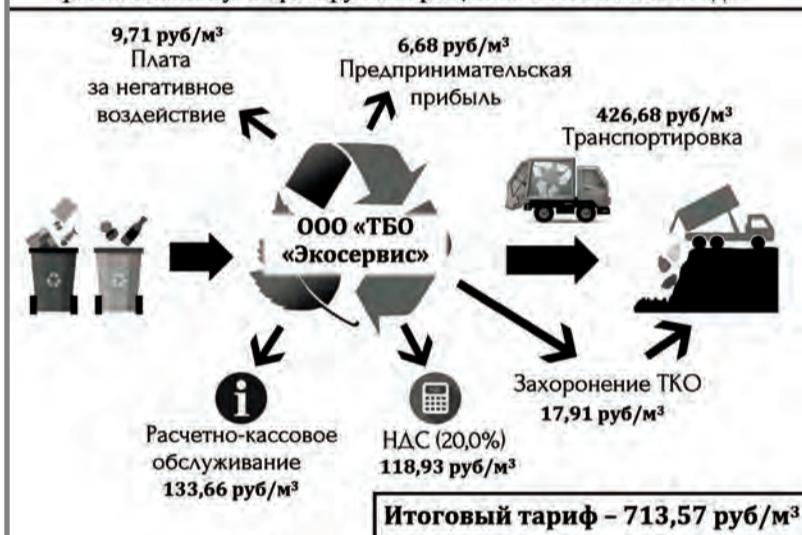 9,71 руб/м³
Плата
за негативное
воздействие
6,68 руб/м³
Предпринимательская
прибыль
426,68 руб/м³
Транспортировка
ООО «ТБО
«Экосервис»
Расчетно-кассовое
обслуживание
133,66 руб/м³
НДС (20,0%)
118,93 руб/м³
Захоронение ТКО
17,91 руб/м³
Итоговый тариф – 713,57 руб/м³